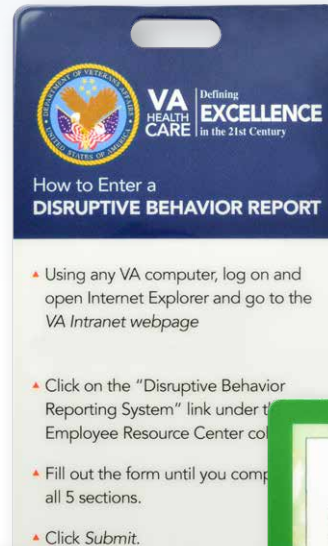 DEPARTMENT OF VETERANS AFFAIRS
UNITED STATES OF AMERICA
VA
HEALTH
CARE
Defining
EXCELLENCE
in the 21st Century
How to Enter a
DISRUPTIVE BEHAVIOR REPORT
Using any VA computer, log on and
open Internet Explorer and go to the
VA Intranet webpage
Click on the “Disruptive Behavior
Reporting System” link under
Employee Resource Center
Fill out the form until you
all 5 sections.
Click Submit.